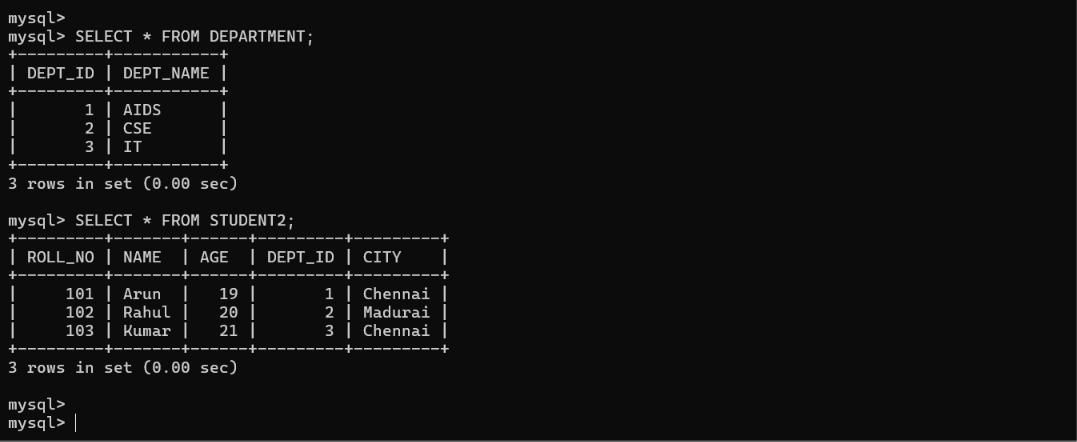 mysql>
mysql> SELECT * FROM DEPARTMENT;
+---------+-----------+
| DEPT_ID | DEPT_NAME |
+---------+-----------+
|       1 | AIDS      |
|       2 | CSE       |
|       3 | IT        |
+---------+-----------+
3 rows in set (0.00 sec)
mysql> SELECT * FROM STUDENT2;
+---------+-------+------+---------+---------+
| ROLL_NO | NAME  | AGE  | DEPT_ID | CITY    |
+---------+-------+------+---------+---------+
|     101 | Arun  |   19 |       1 | Chennai |
|     102 | Rahul |   20 |       2 | Madurai |
|     103 | Kumar |   21 |       3 | Chennai |
+---------+-------+------+---------+---------+
3 rows in set (0.00 sec)
mysql>
mysql>